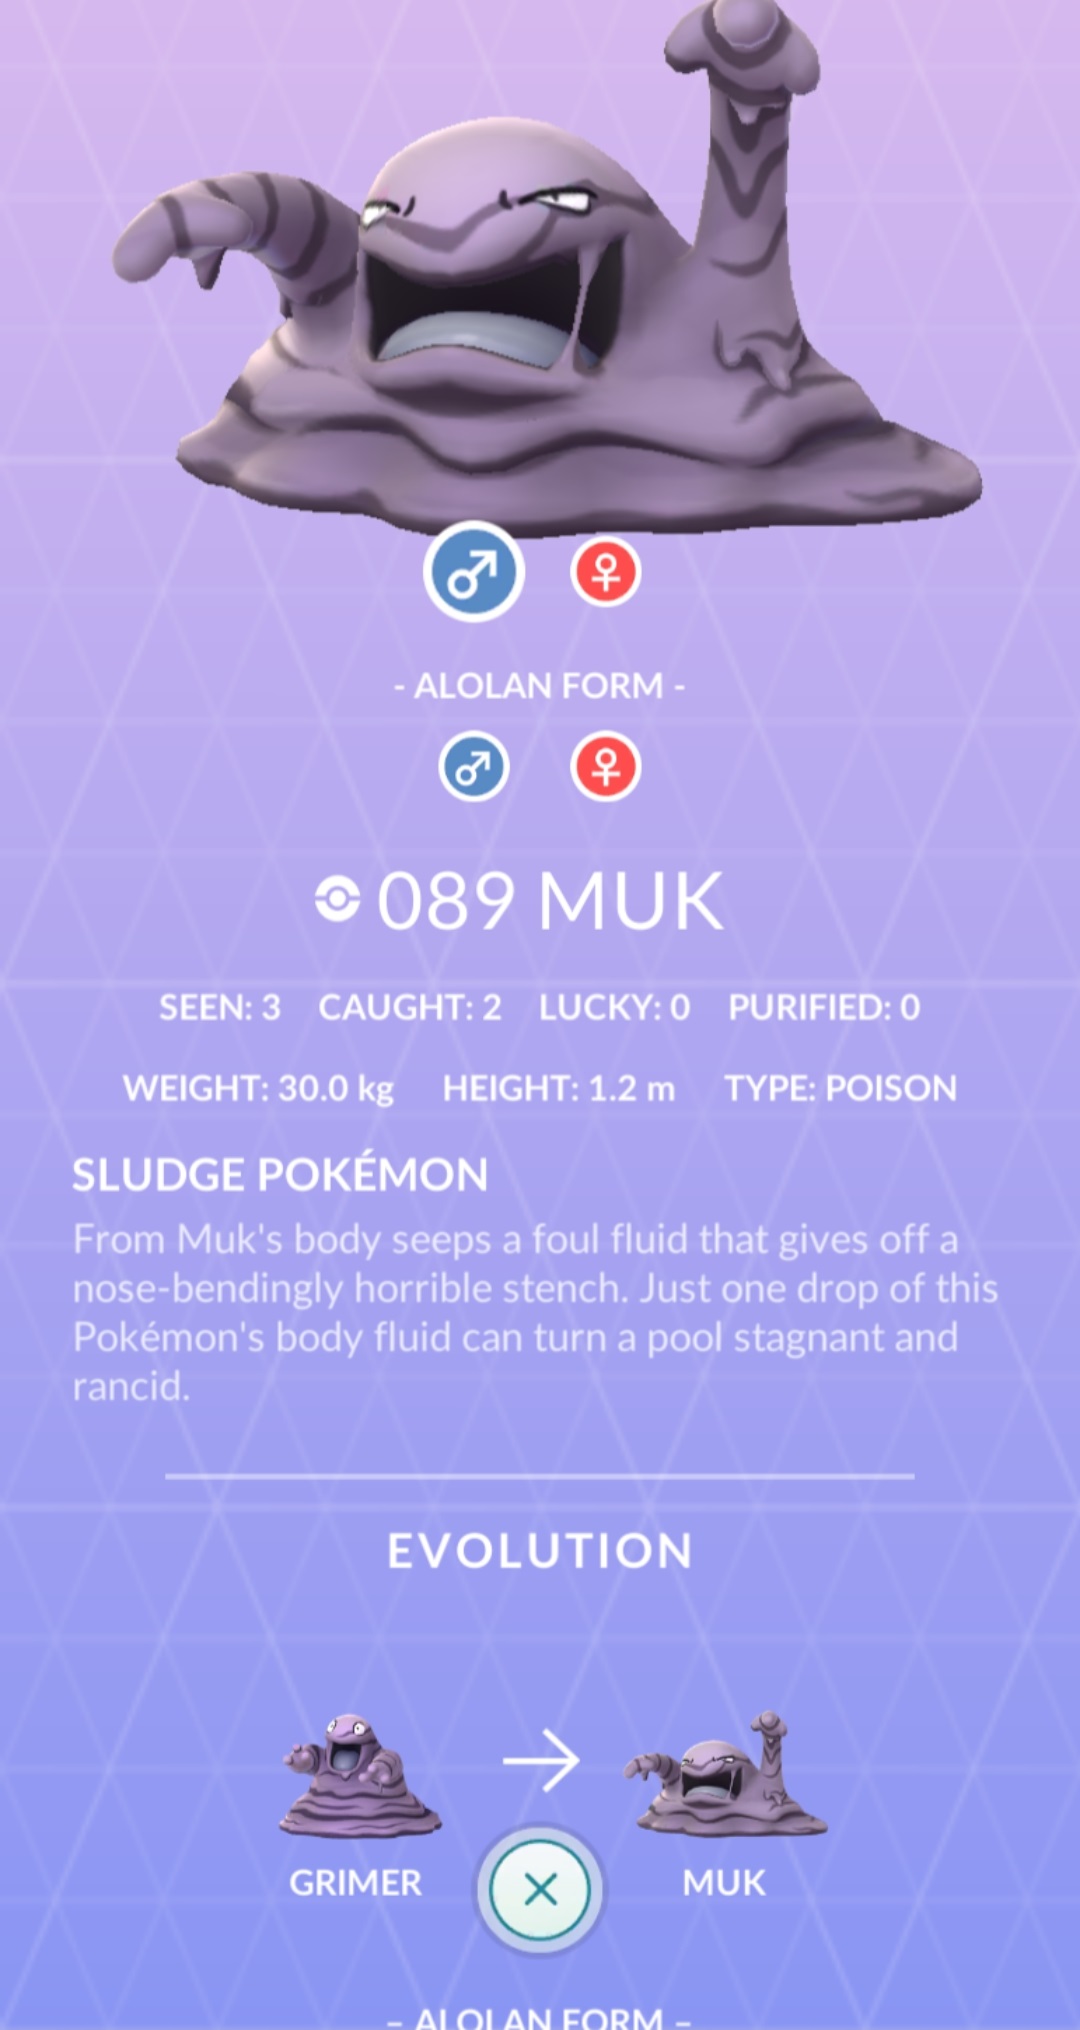 - ALOLAN FORM -
089 MUK
SEEN: 3 CAUGHT: 2 LUCKY: 0 PURIFIED: 0
WEIGHT: 30.0 kg HEIGHT: 1.2 m TYPE: POISON
SLUDGE POKÉMON
From Muk's body seeps a foul fluid that gives off a
nose-bendingly horrible stench. Just one drop of this
Pokémon's body fluid can turn a pool stagnant and
rancid.
EVOLUTION
GRIMER MUK
- ALOLAN FORM -